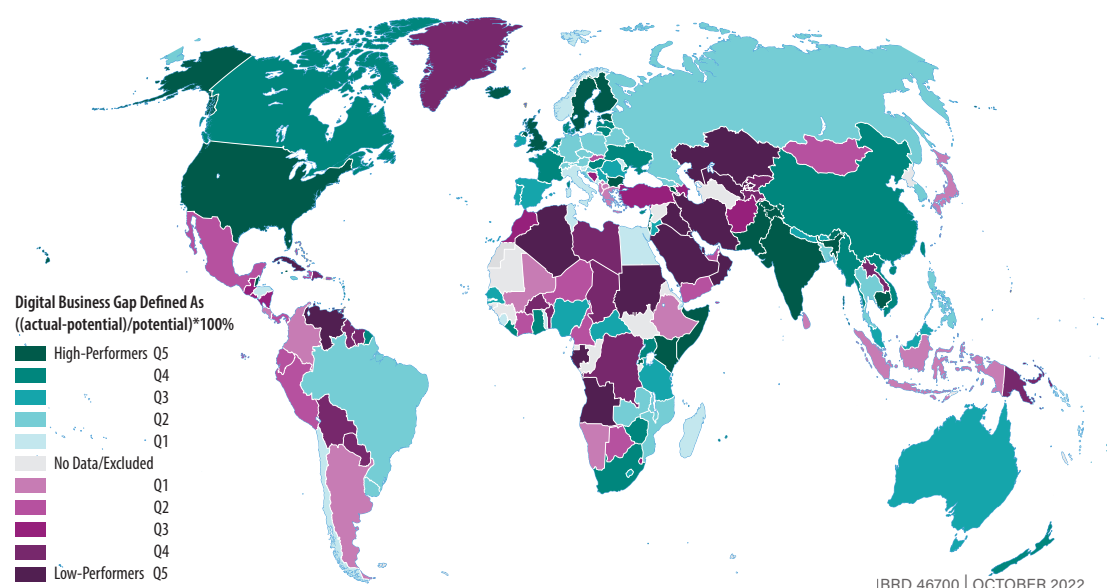 Digital Business Gap Defined As
((actual-potential)/potential)*100%
High-Performers Q5
Q4
Q3
Q2
Q1
No Data/Excluded
Q1
Q2
Q3
Q4
Low-Performers Q5
IBRD 46700 | OCTOBER 2022